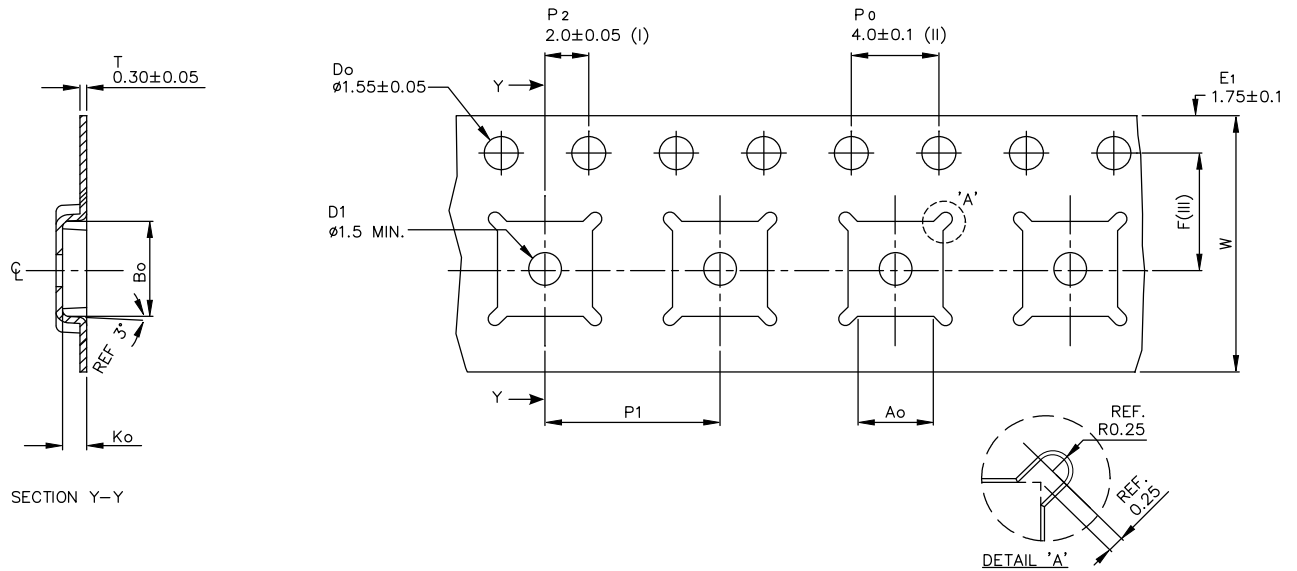 P2
2.0±0.05 (I)
Po
4.0±0.1 (II)
T
0.30±0.05
Do
ø1.55±0.05
Y
E1
1.75±0.1
'A'
D1
ø1.5 MIN.
F(III)
W
℄
Bo
REF 3°
Y
P1
Ao
Ko
REF.
R0.25
SECTION Y-Y
REF.
0.25
DETAIL 'A'